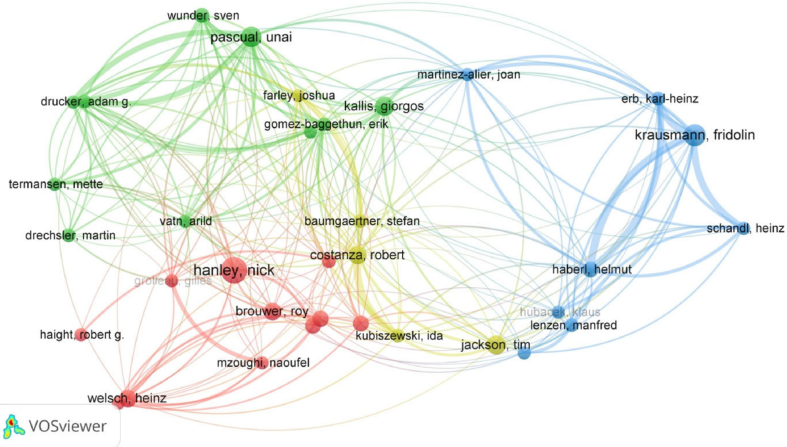 wunder, sven
pascual, unai
martinez-alier, joan
drucker, adam g.
farley, joshua
kallis, giorgos
erb, karl-heinz
gomez-baggethun, erik
krausmann, fridolin
termansen, mette
vatn, arild
baumgaertner, stefan
drechsler, martin
schandl, heinz
costanza, robert
hanley, nick
haberl, helmut
grolleau, gilles
brouwer, roy
hubacek, klaus
lenzen, manfred
haight, robert g.
kubiszewski, ida
jackson, tim
mzoughi, naoufel
welsch, heinz
VOSviewer